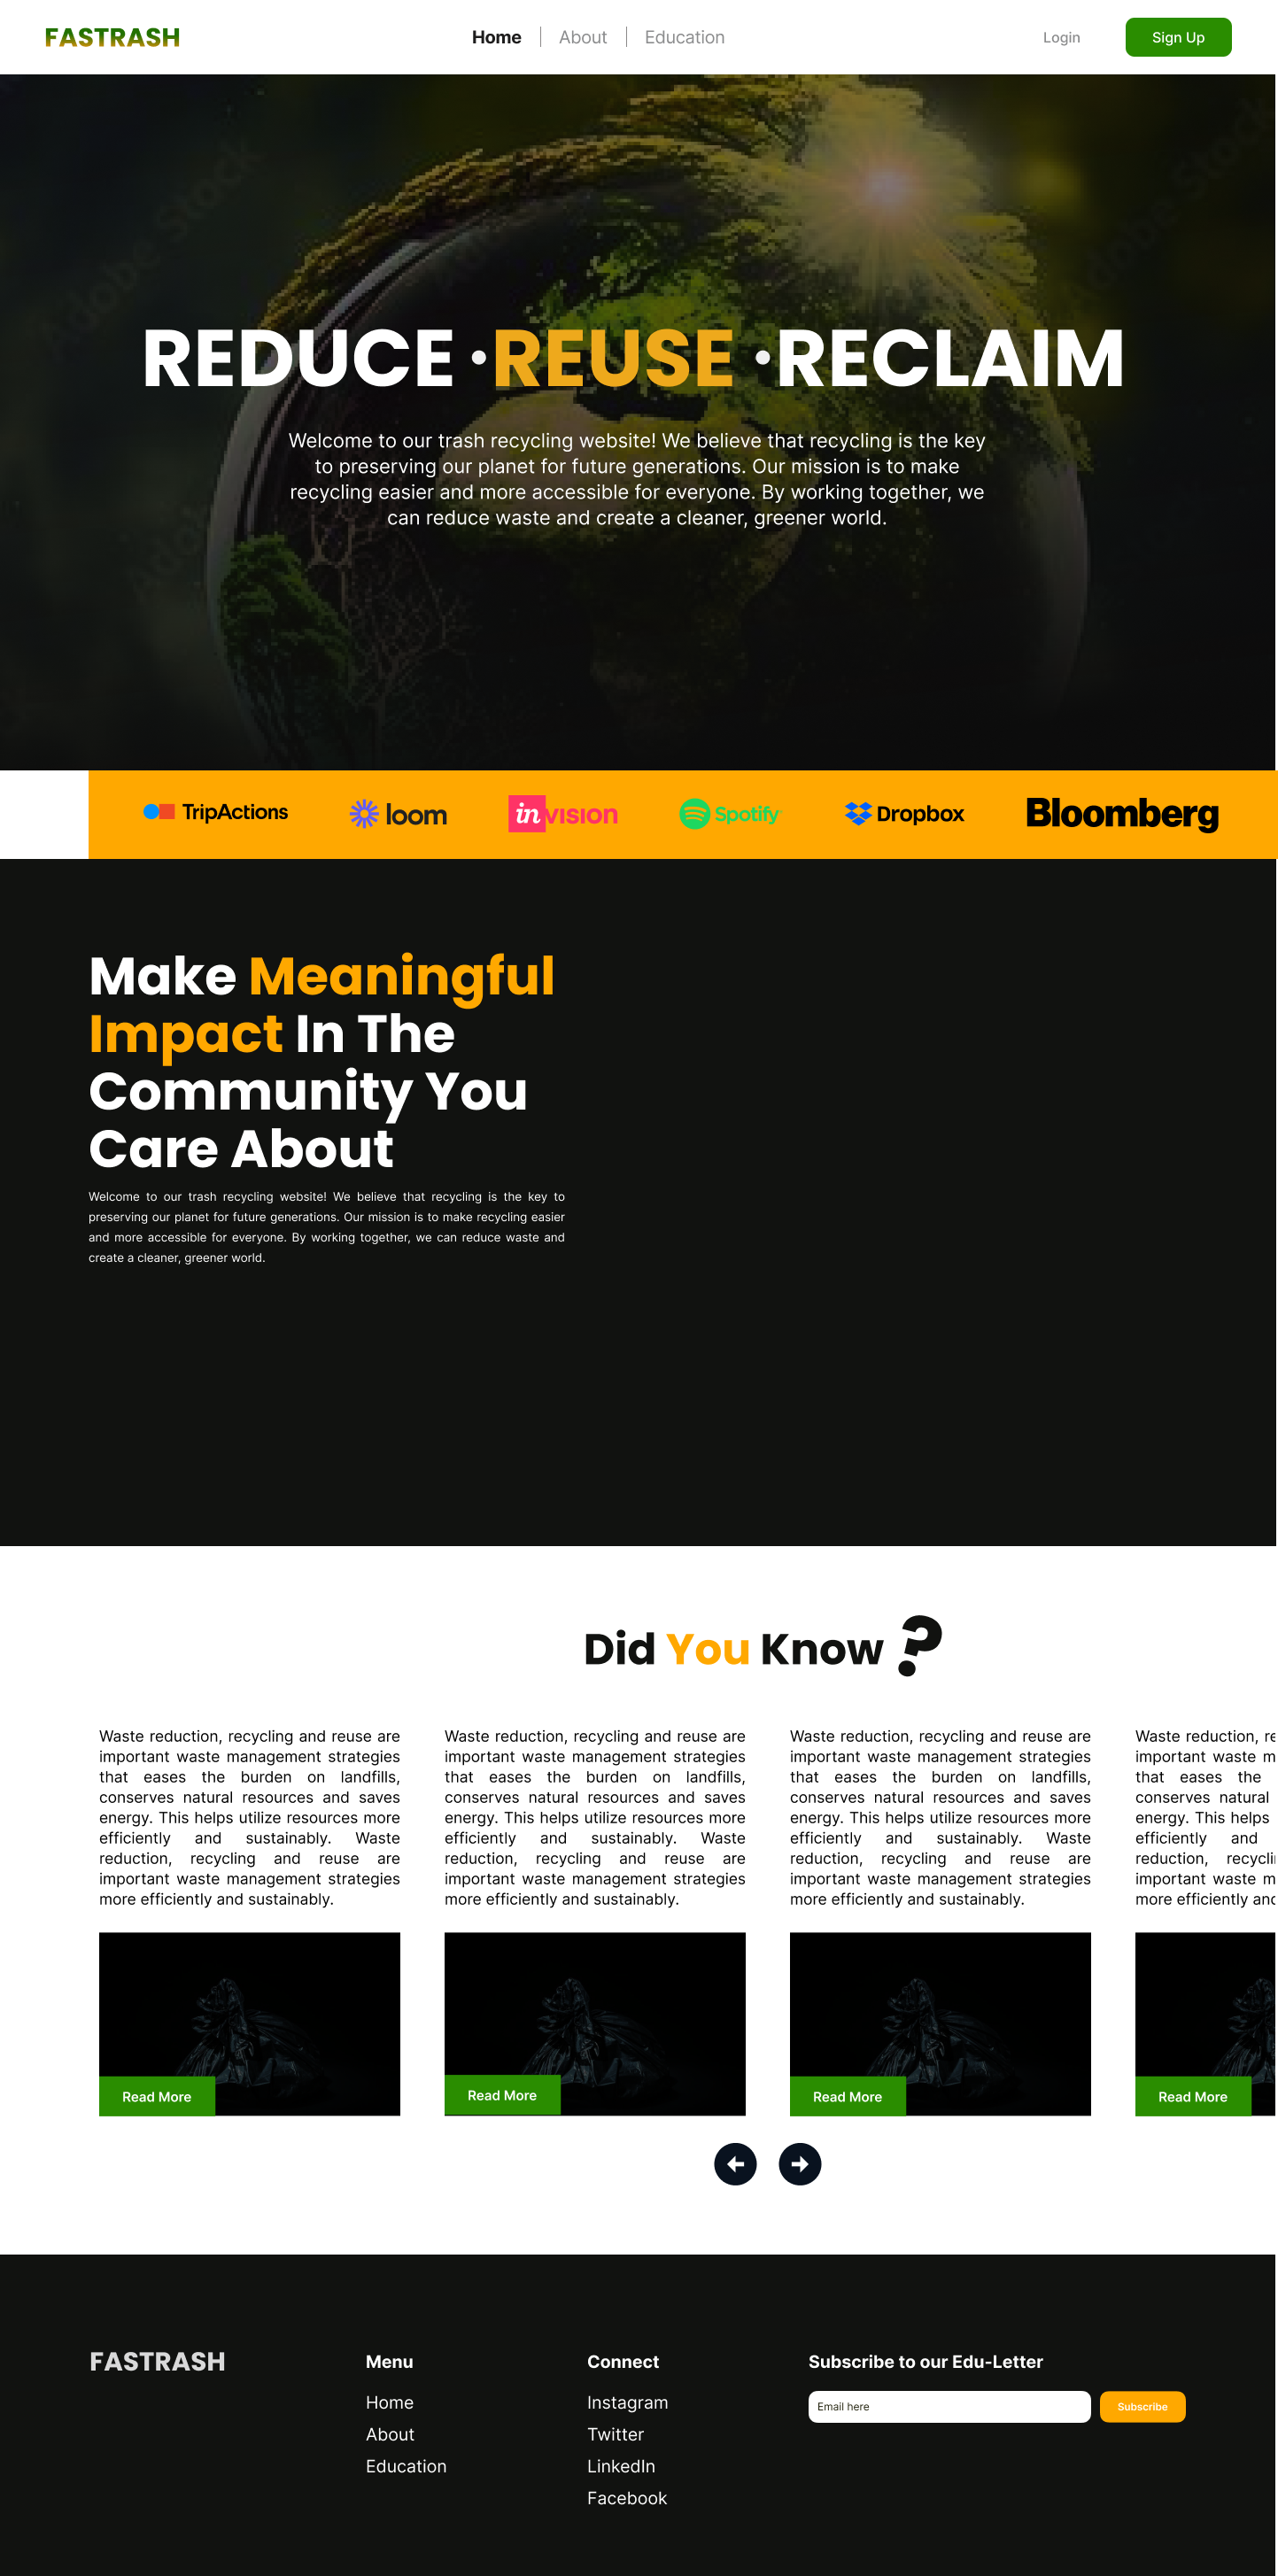 FASTRASH
Home
About
Education
Login
Sign Up
Adobe Stock
Adobe Stock
REDUCE · REUSE · RECLAIM
Welcome to our trash recycling website! We believe that recycling is the key
to preserving our planet for future generations. Our mission is to make
recycling easier and more accessible for everyone. By working together, we
can reduce waste and create a cleaner, greener world.
TripActions
loom
invision
Spotify
Dropbox
Bloomberg
Make Meaningful
Impact In The
Community You
Care About
Welcome to our trash recycling website! We believe that recycling is the key to
preserving our planet for future generations. Our mission is to make recycling easier
and more accessible for everyone. By working together, we can reduce waste and
create a cleaner, greener world.
Did You Know ?
Waste reduction, recycling and reuse are
important waste management strategies
that eases the burden on landfills,
conserves natural resources and saves
energy. This helps utilize resources more
efficiently and sustainably. Waste
reduction, recycling and reuse are
important waste management strategies
more efficiently and sustainably.
Read More
Waste reduction, recycling and reuse are
important waste management strategies
that eases the burden on landfills,
conserves natural resources and saves
energy. This helps utilize resources more
efficiently and sustainably. Waste
reduction, recycling and reuse are
important waste management strategies
more efficiently and sustainably.
Read More
Waste reduction, recycling and reuse are
important waste management strategies
that eases the burden on landfills,
conserves natural resources and saves
energy. This helps utilize resources more
efficiently and sustainably. Waste
reduction, recycling and reuse are
important waste management strategies
more efficiently and sustainably.
Read More
Waste reduction,
important waste
that eases the
conserves natural
energy. This helps
efficiently and
reduction,
important waste
more efficiently
Read More
FASTRASH
Menu
Home
About
Education
Connect
Instagram
Twitter
LinkedIn
Facebook
Subscribe to our Edu-Letter
Email here
Subscribe